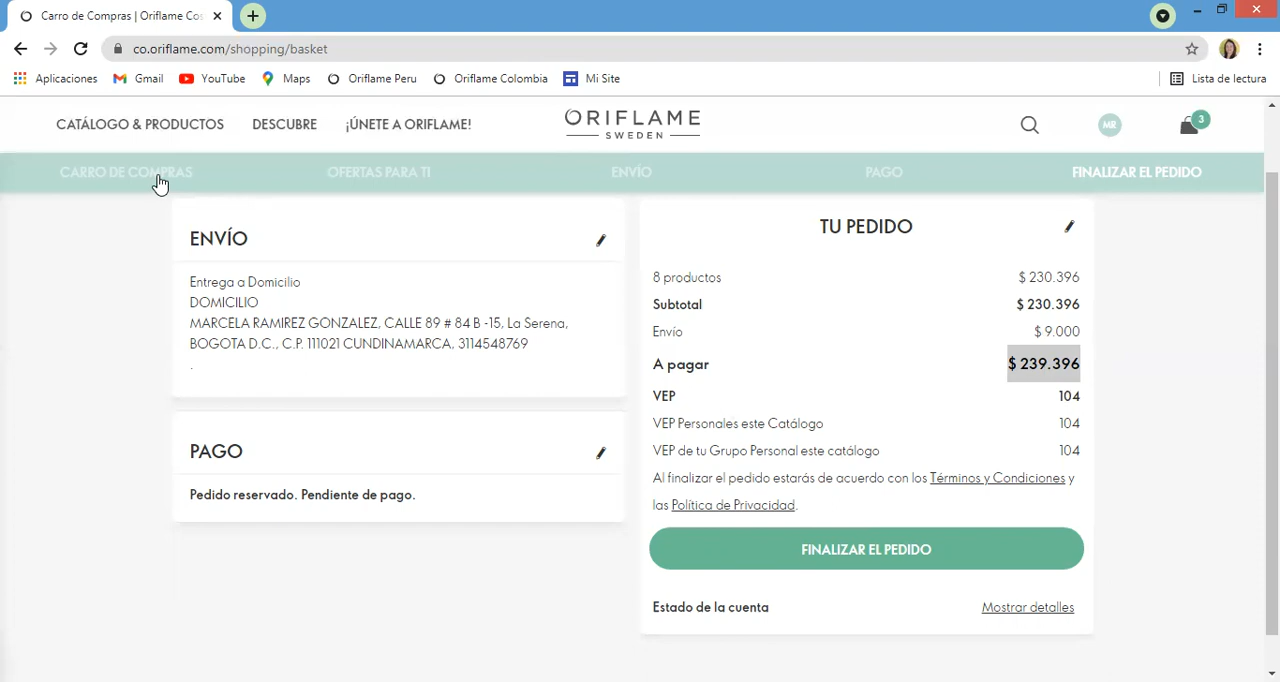 Carro de Compras | Oriflame Cos
co.oriflame.com/shopping/basket
Aplicaciones Gmail YouTube Maps Oriflame Peru Oriflame Colombia Mi Site Lista de lectura
CATÁLOGO & PRODUCTOS DESCUBRE ¡ÚNETE A ORIFLAME! ORIFLAME MR 3
SWEDEN
CARRO DE COMPRAS OFERTAS PARA TI ENVÍO PAGO FINALIZAR EL PEDIDO
ENVÍO
Entrega a Domicilio
DOMICILIO
MARCELA RAMIREZ GONZALEZ, CALLE 89 # 84 B -15, La Serena,
BOGOTA D.C., C.P. 111021 CUNDINAMARCA, 3114548769
.
PAGO
Pedido reservado. Pendiente de pago.
TU PEDIDO
8 productos $ 230.396
Subtotal $ 230.396
Envío $ 9.000
A pagar $ 239.396
VEP 104
VEP Personales este Catálogo 104
VEP de tu Grupo Personal este catálogo 104
Al finalizar el pedido estarás de acuerdo con los Términos y Condiciones y
las Política de Privacidad.
FINALIZAR EL PEDIDO
Estado de la cuenta Mostrar detalles